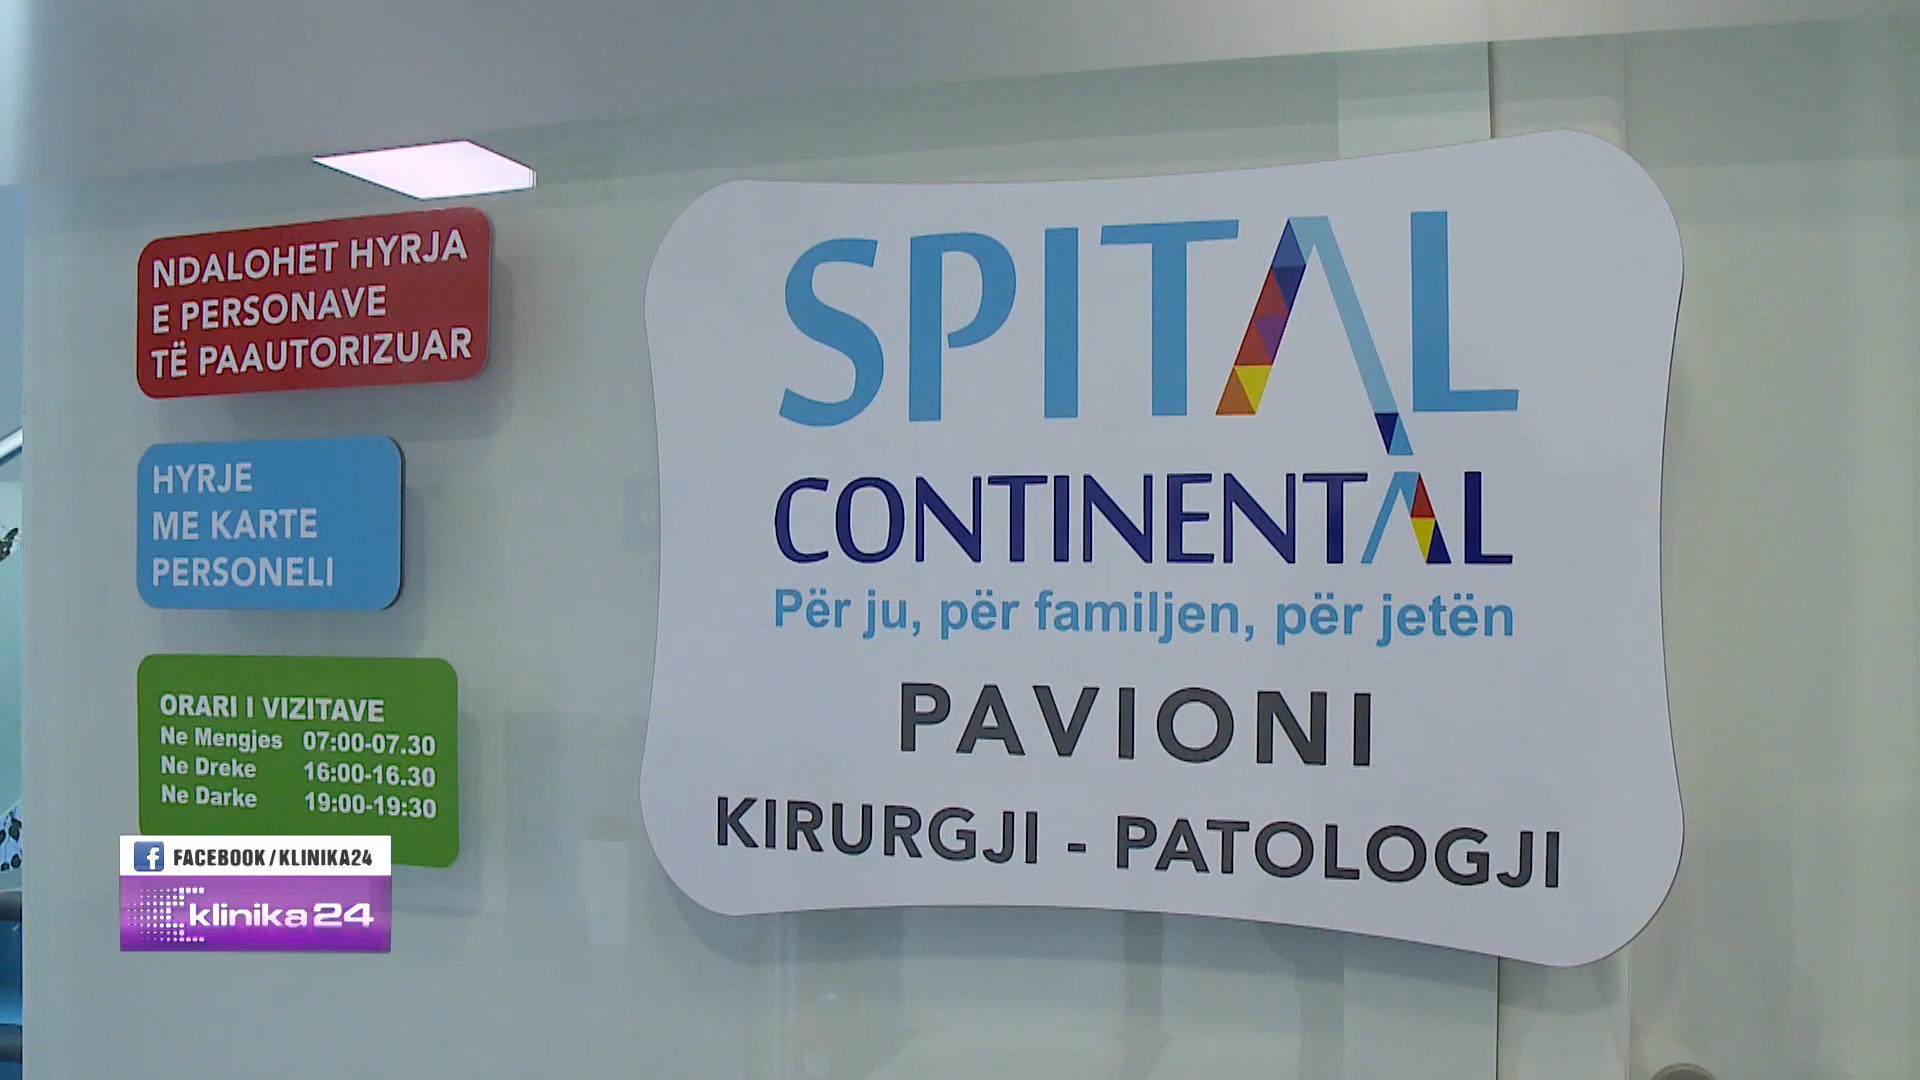 NDALOHET HYRJA
E PERSONAVE
TË PAAUTORIZUAR
HYRJE
ME KARTE
PERSONELI
ORARI I VIZITAVE
Ne Mengjes 07:00-07.30
Ne Dreke 16:00-16.30
Ne Darke 19:00-19:30
FACEBOOK/KLINIKA24
klinika 24
SPITAL
CONTINENTAL
Për ju, për familjen, për jetën
PAVIONI
KIRURGJI - PATOLOGJI